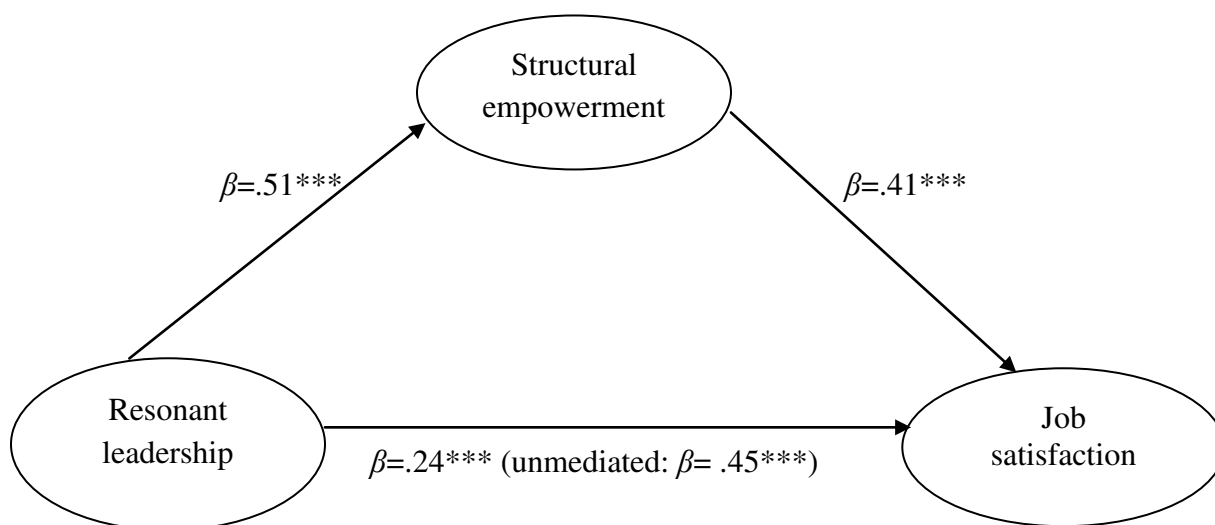 Structural
empowerment
β=.51***
β=.41***
Resonant
leadership
β=.24*** (unmediated: β= .45***)
Job
satisfaction